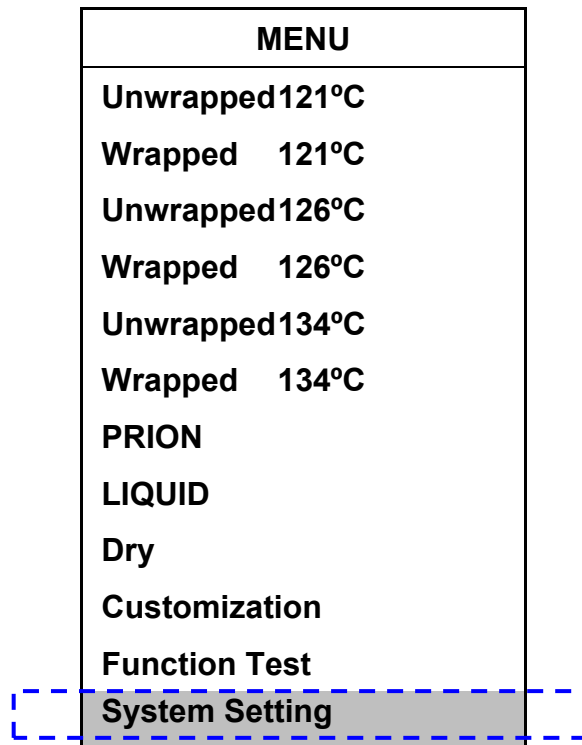 MENU
Unwrapped121ºC
Wrapped 121ºC
Unwrapped126ºC
Wrapped 126ºC
Unwrapped134ºC
Wrapped 134ºC
PRION
LIQUID
Dry
Customization
Function Test
System Setting